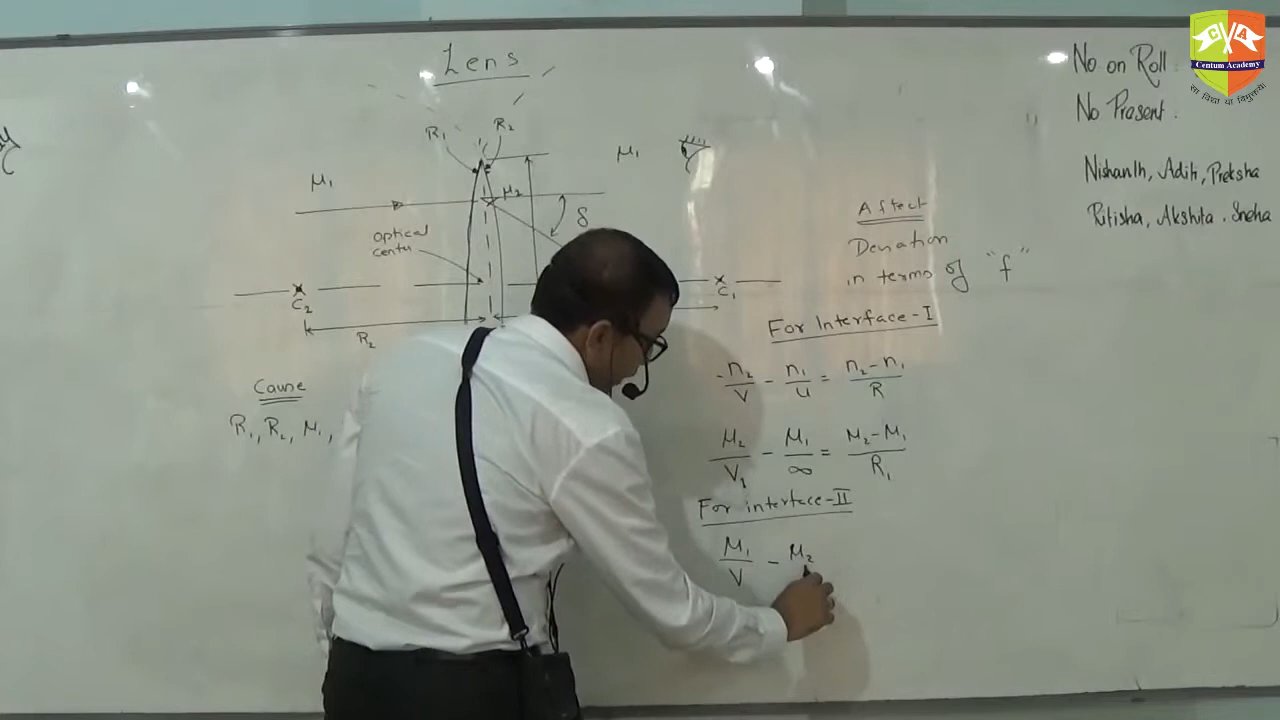 Lens
R₁ R₂
μ₁
μ₂
μ₁
δ
optical
C₂
C₁
R₂
Cause
R₁, R₂, μ₁,
Affect
Deviation
in terms of "f"
For Interface-I
n₂/V - n₁/u = n₂-n₁/R
μ₂/V₁ - μ₁/∞ = μ₂-μ₁/R₁
For interface-II
μ₁/V - μ₂
No on Roll
No Present.
Nishanth, Aditi, Preksha
Ritisha, Akshita, Sneha
CA
Centum Academy